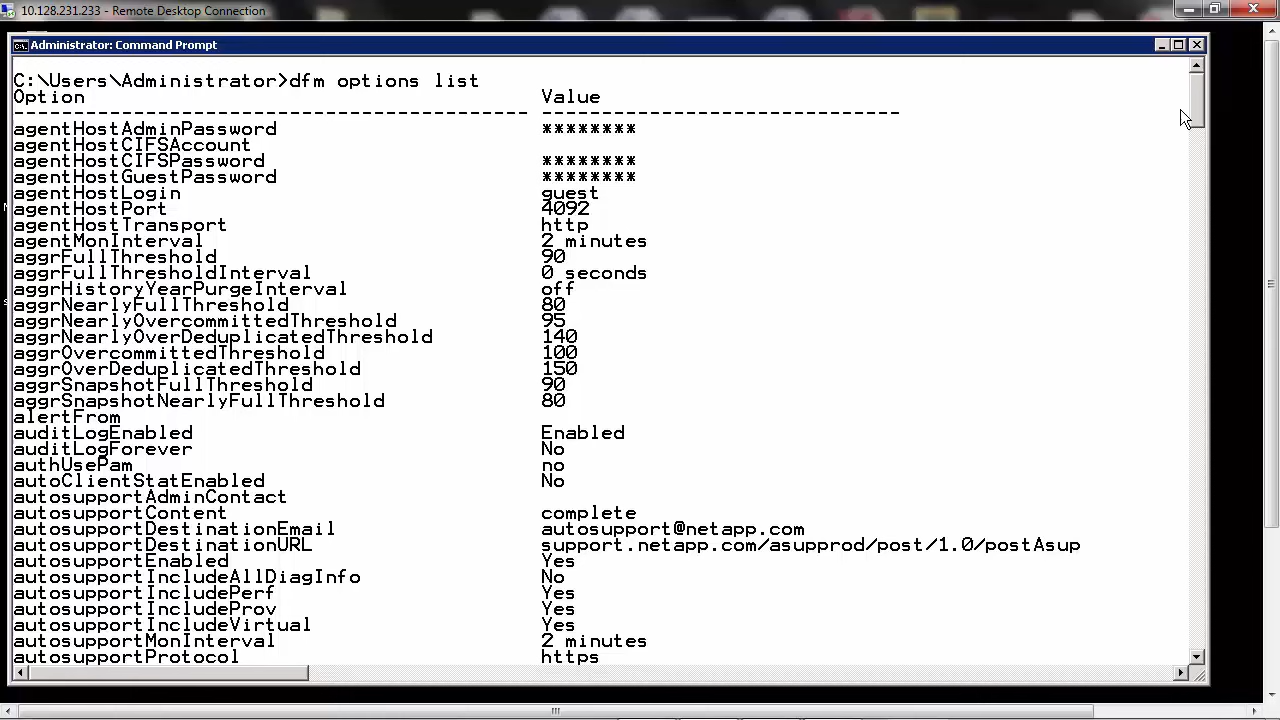 10.128.231.233 - Remote Desktop Connection
Administrator: Command Prompt
C:\Users\Administrator>dfm options list
Option Value
------------------------------------------- ------------------------------
agentHostAdminPassword ********
agentHostCIFSAccount
agentHostCIFSPassword ********
agentHostGuestPassword ********
agentHostLogin guest
agentHostPort 4092
agentHostTransport http
agentMonInterval 2 minutes
aggrFullThreshold 90
aggrFullThresholdInterval 0 seconds
aggrHistoryYearPurgeInterval off
aggrNearlyFullThreshold 80
aggrNearlyOvercommittedThreshold 95
aggrNearlyOverDeduplicatedThreshold 140
aggrOvercommittedThreshold 100
aggrOverDeduplicatedThreshold 150
aggrSnapshotFullThreshold 90
aggrSnapshotNearlyFullThreshold 80
alertFrom
auditLogEnabled Enabled
auditLogForever No
authUsePam no
autoClientStatEnabled No
autosupportAdminContact
autosupportContent complete
autosupportDestinationEmail autosupport@netapp.com
autosupportDestinationURL support.netapp.com/asupprod/post/1.0/postAsup
autosupportEnabled Yes
autosupportIncludeAllDiagInfo No
autosupportIncludePerf Yes
autosupportIncludeProv Yes
autosupportIncludeVirtual Yes
autosupportMonInterval 2 minutes
autosupportProtocol https